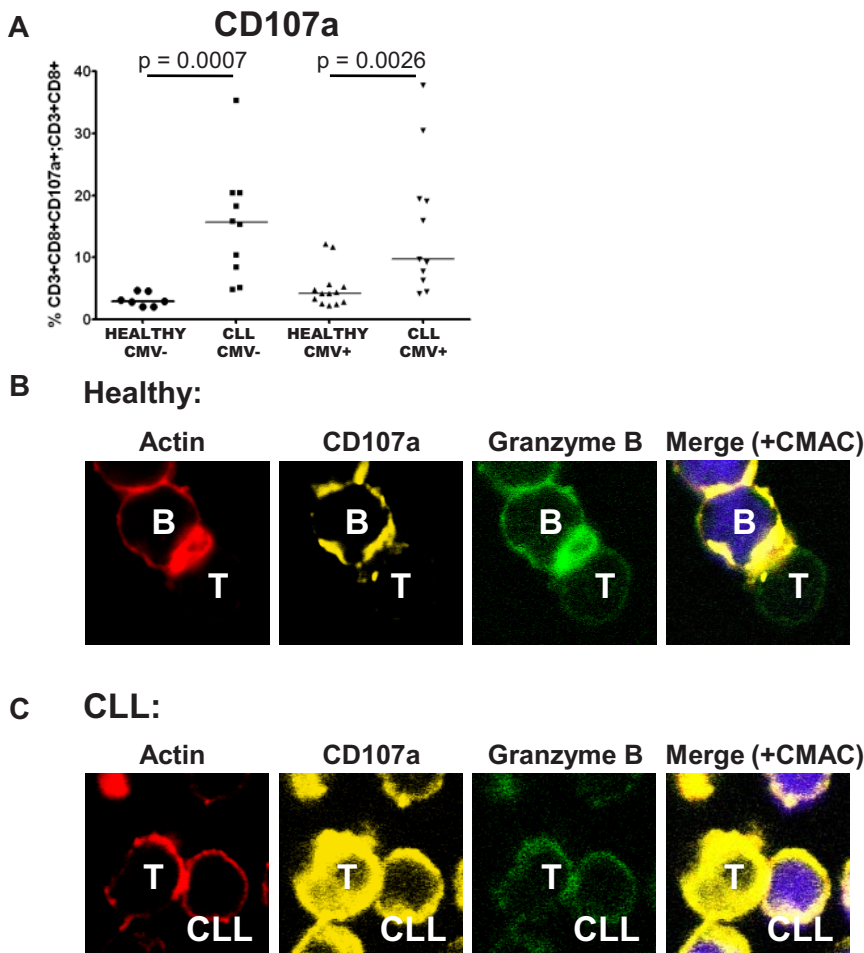 A
CD107a
p = 0.0007 p = 0.0026
% CD3+CD8+CD107a+;CD3+CD8+
40
30
20
10
0
HEALTHY CLL HEALTHY CLL
CMV- CMV- CMV+ CMV+
B Healthy:
Actin CD107a Granzyme B Merge (+CMAC)
B B B B
T T T T
C CLL:
Actin CD107a Granzyme B Merge (+CMAC)
T T T T
CLL CLL CLL CLL